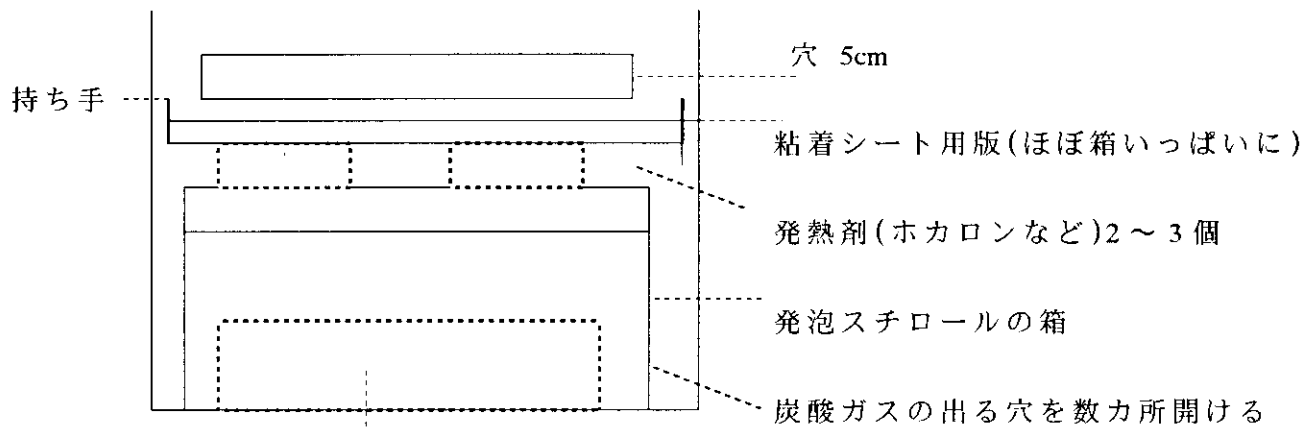 穴 5cm
持ち手
粘着シート用版(ほぼ箱いっぱいに)
発熱剤(ホカロンなど)2～3個
発泡スチロールの箱
炭酸ガスの出る穴を数カ所開ける